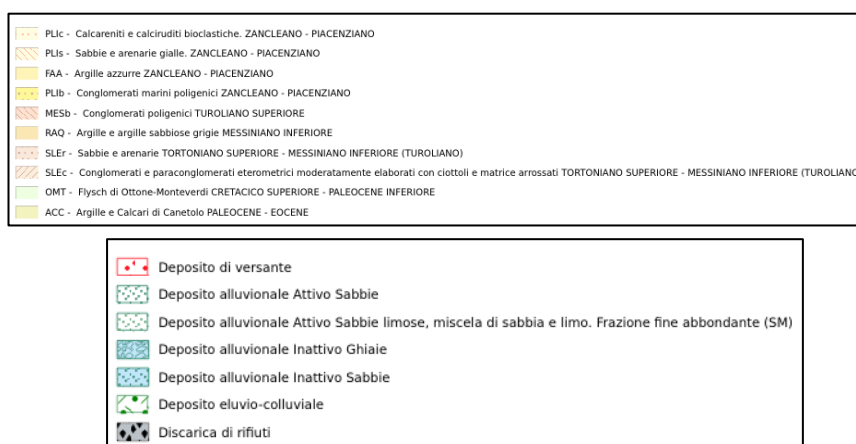 PLIc - Calcareniti e calciruditi bioclastiche. ZANCLEANO - PIACENZIANO
PLIs - Sabbie e arenarie gialle. ZANCLEANO - PIACENZIANO
FAA - Argille azzurre ZANCLEANO - PIACENZIANO
PLIb - Conglomerati marini poligenici ZANCLEANO - PIACENZIANO
MESb - Conglomerati poligenici TUROLIANO SUPERIORE
RAQ - Argille e argille sabbiose grigie MESSINIANO INFERIORE
SLEr - Sabbie e arenarie TORTONIANO SUPERIORE - MESSINIANO INFERIORE (TUROLIANO)
SLEc - Conglomerati e paraconglomerati eterometrici moderatamente elaborati con ciottoli e matrice arrossati TORTONIANO SUPERIORE - MESSINIANO INFERIORE (TUROLIANO
OMT - Flysch di Ottone-Monteverdi CRETACICO SUPERIORE - PALEOCENE INFERIORE
ACC - Argille e Calcari di Canetolo PALEOCENE - EOCENE
Deposito di versante
Deposito alluvionale Attivo Sabbie
Deposito alluvionale Attivo Sabbie limose, miscela di sabbia e limo. Frazione fine abbondante (SM)
Deposito alluvionale Inattivo Ghiaie
Deposito alluvionale Inattivo Sabbie
Deposito eluvio-colluviale
Discarica di rifiuti